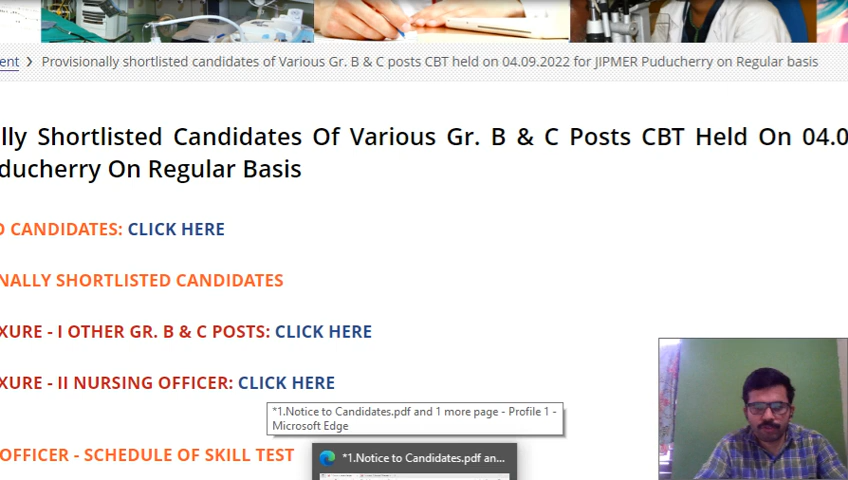 ent › Provisionally shortlisted candidates of Various Gr. B & C posts CBT held on 04.09.2022 for JIPMER Puducherry on Regular basis
lly Shortlisted Candidates Of Various Gr. B & C Posts CBT Held On 04.0
ducherry On Regular Basis
D CANDIDATES: CLICK HERE
NALLY SHORTLISTED CANDIDATES
XURE - I OTHER GR. B & C POSTS: CLICK HERE
XURE - II NURSING OFFICER: CLICK HERE
*1.Notice to Candidates.pdf and 1 more page - Profile 1 -
Microsoft Edge
OFFICER - SCHEDULE OF SKILL TEST
*1.Notice to Candidates.pdf an...